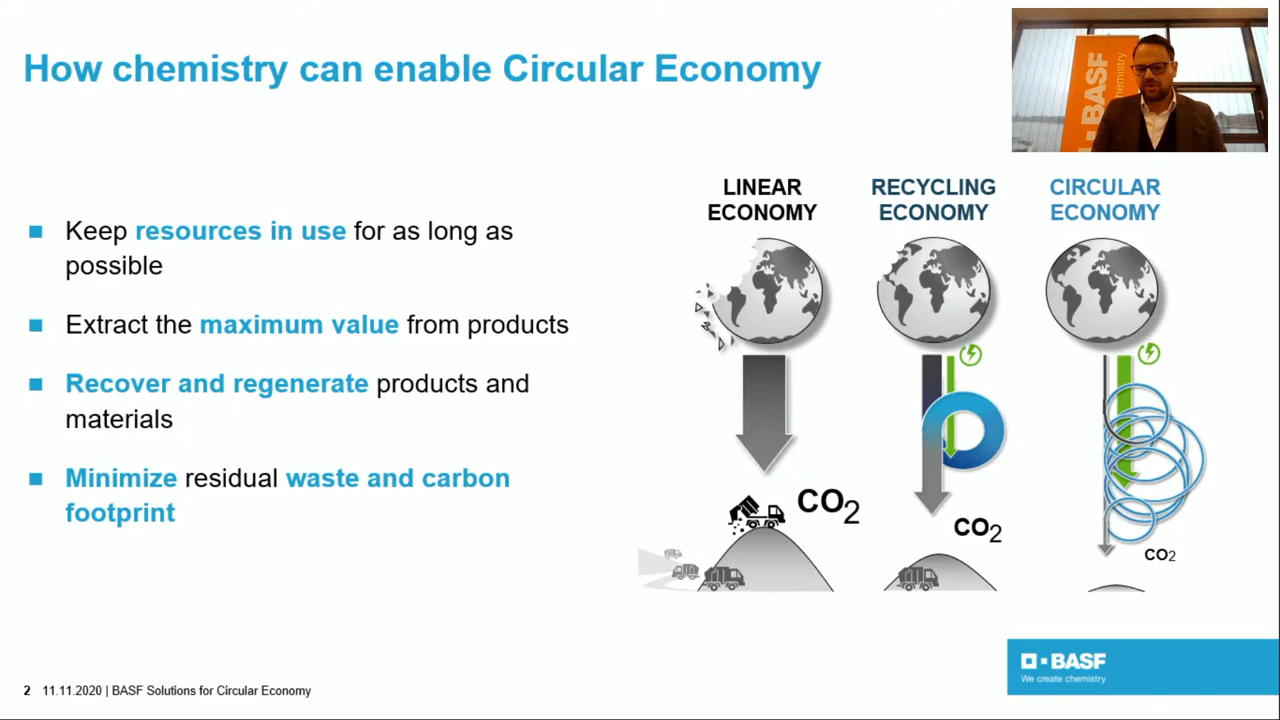 How chemistry can enable Circular Economy
BASF
chemistry
Keep resources in use for as long as
possible
Extract the maximum value from products
Recover and regenerate products and
materials
Minimize residual waste and carbon
footprint
LINEAR
ECONOMY
RECYCLING
ECONOMY
CIRCULAR
ECONOMY
CO2
CO2
CO2
2 11.11.2020 | BASF Solutions for Circular Economy
BASF
We create chemistry